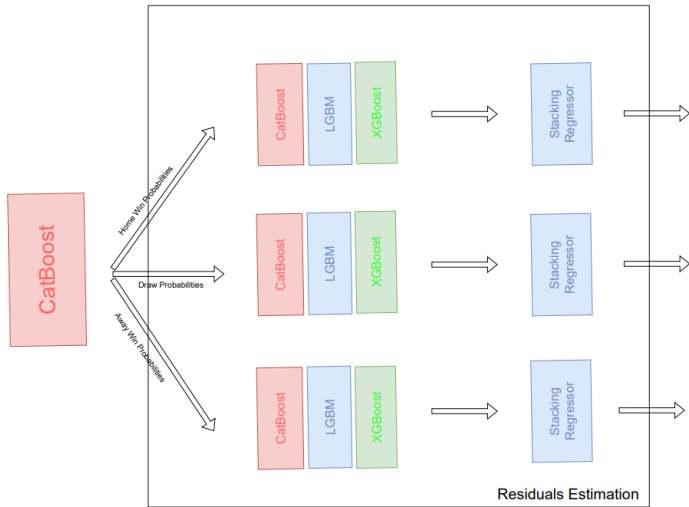 CatBoost
Home Win Probabilities
Draw Probabilities
Away Win Probabilities
CatBoost
LGBM
XGBoost
Stacking
Regressor
CatBoost
LGBM
XGBoost
Stacking
Regressor
CatBoost
LGBM
XGBoost
Stacking
Regressor
Residuals Estimation